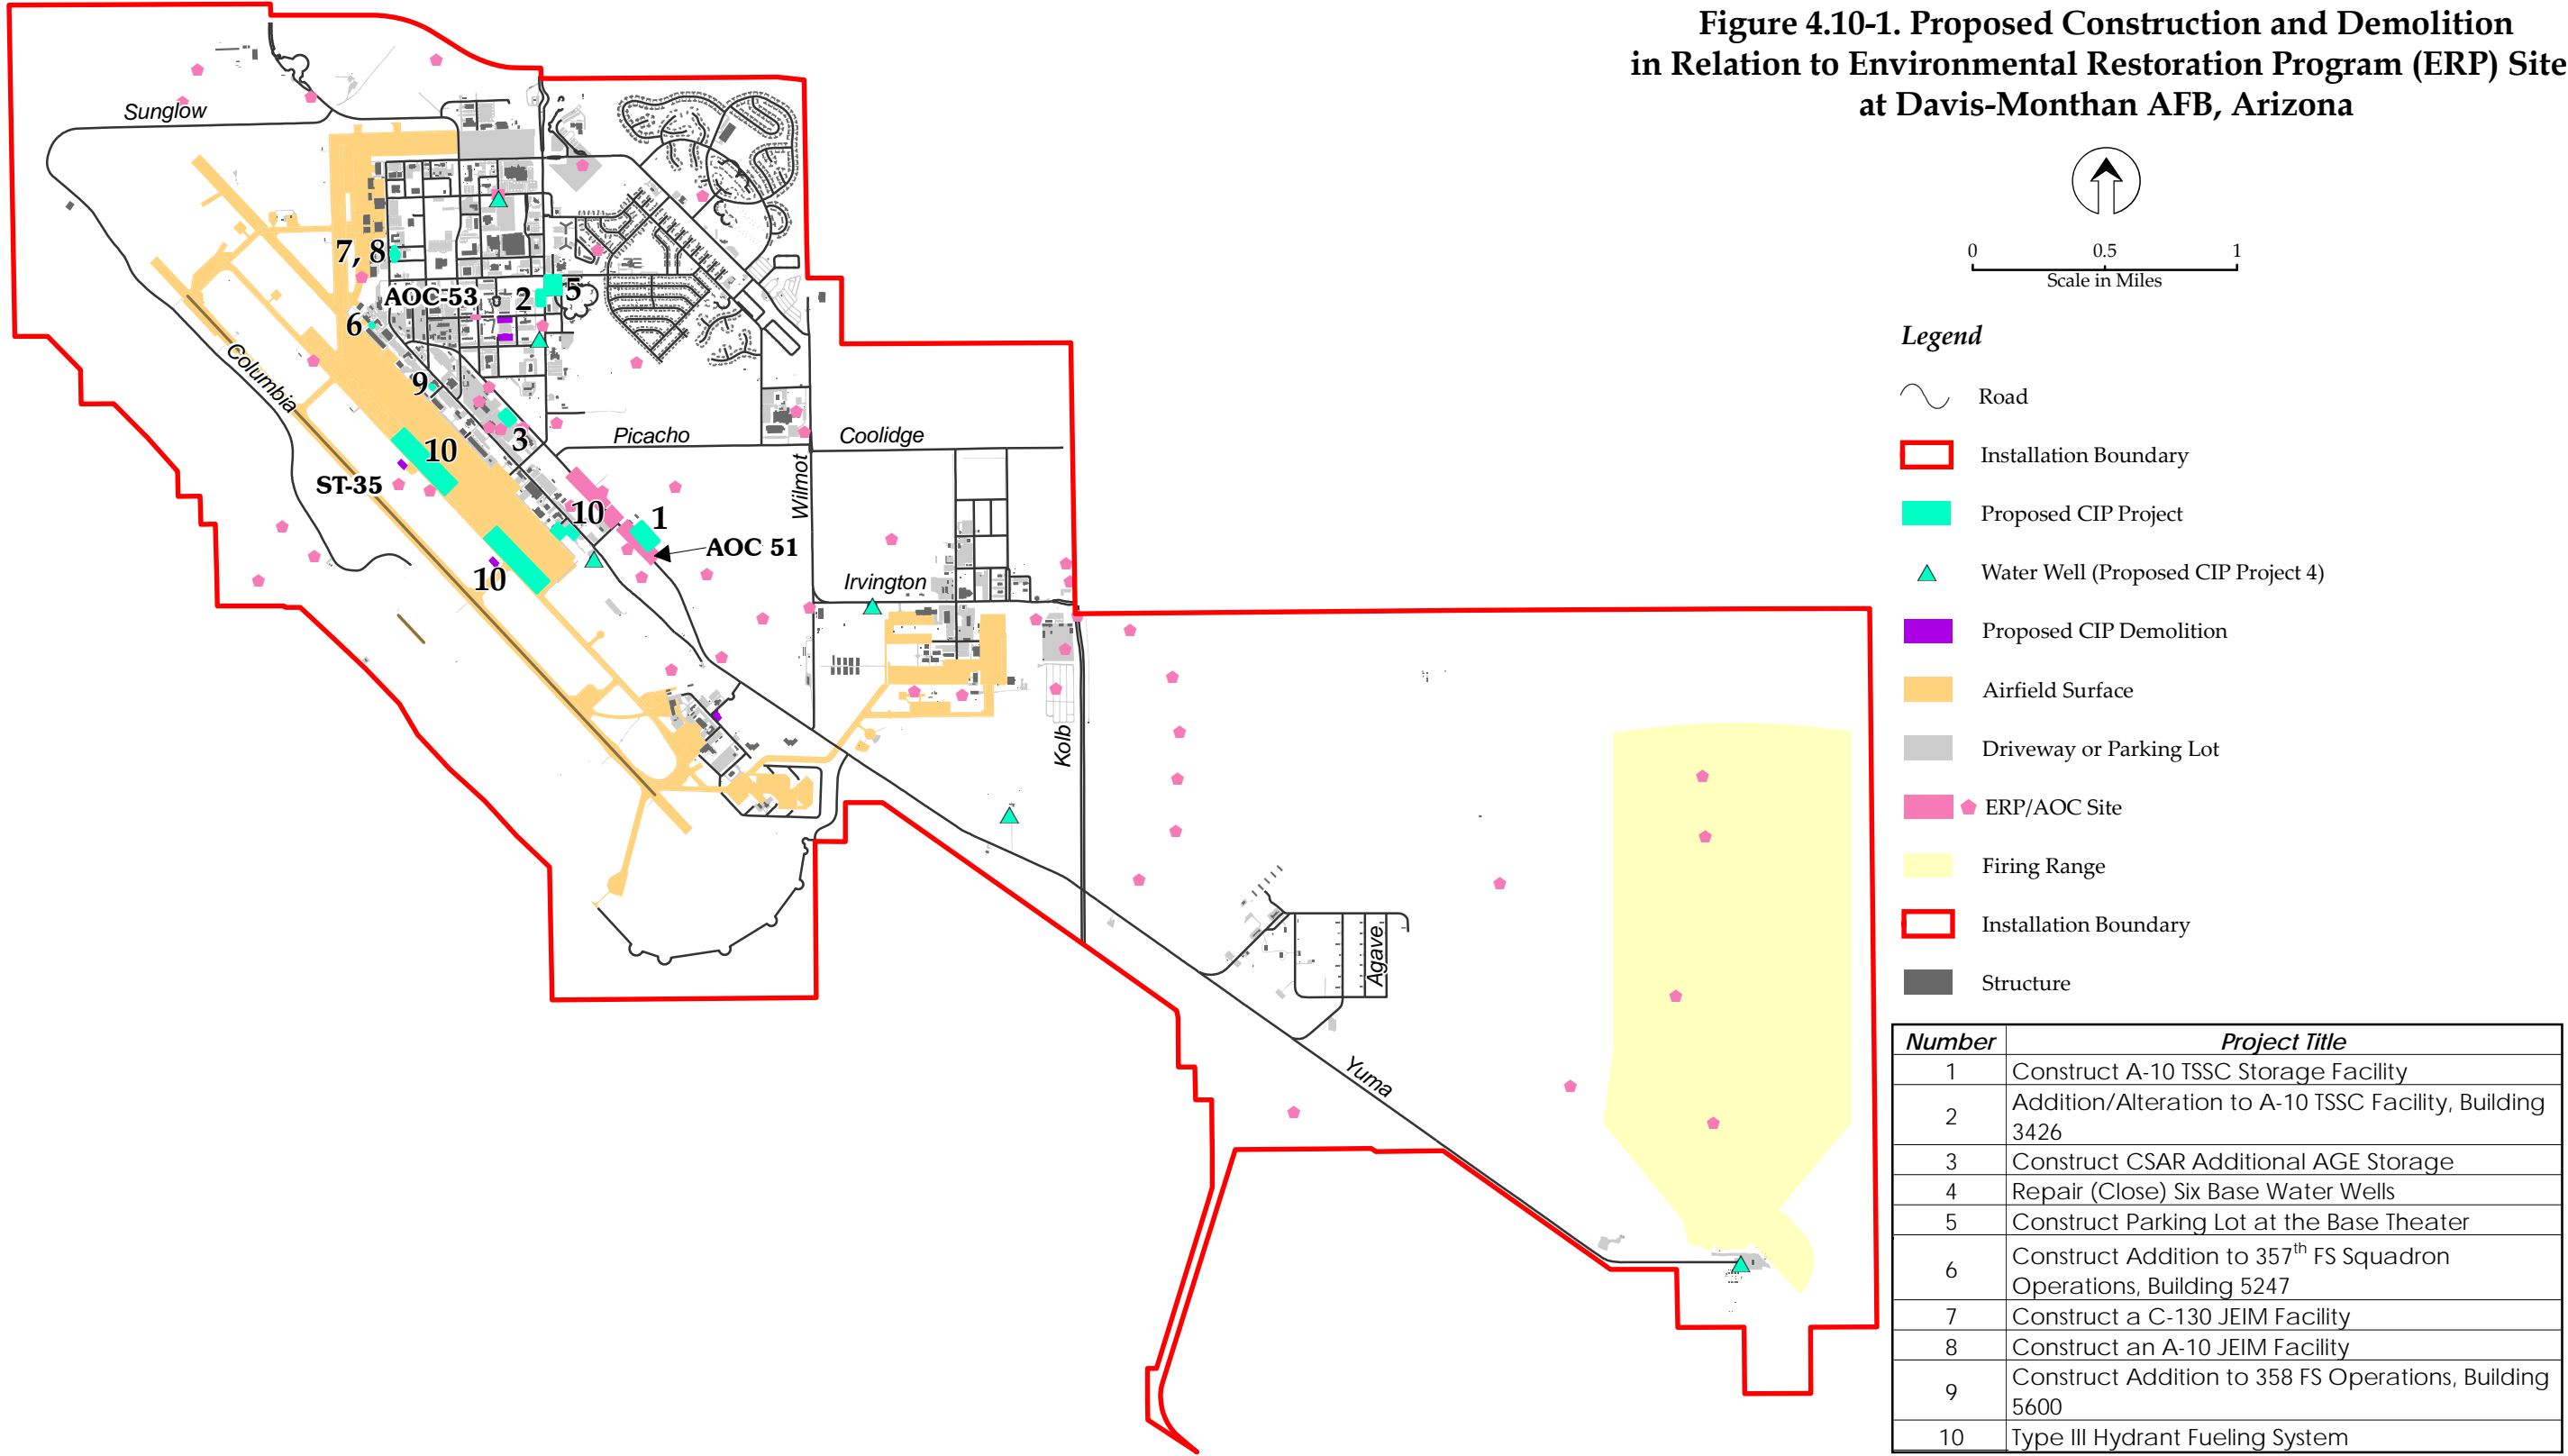 Figure 4.10-1. Proposed Construction and Demolition
in Relation to Environmental Restoration Program (ERP) Site
at Davis-Monthan AFB, Arizona
0 0.5 1
Scale in Miles
Legend
Road
Installation Boundary
Proposed CIP Project
Water Well (Proposed CIP Project 4)
Proposed CIP Demolition
Airfield Surface
Driveway or Parking Lot
ERP/AOC Site
Firing Range
Installation Boundary
Structure
Number Project Title
1 Construct A-10 TSSC Storage Facility
2 Addition/Alteration to A-10 TSSC Facility, Building
3426
3 Construct CSAR Additional AGE Storage
4 Repair (Close) Six Base Water Wells
5 Construct Parking Lot at the Base Theater
6 Construct Addition to 357th FS Squadron
Operations, Building 5247
7 Construct a C-130 JEIM Facility
8 Construct an A-10 JEIM Facility
9 Construct Addition to 358 FS Operations, Building
5600
10 Type III Hydrant Fueling System
Sunglow
7, 8
AOC-53
2
5
6
Columbia
9
3
Picacho
Coolidge
10
ST-35
Wilmot
10
1
AOC 51
10
Irvington
Kolb
Agave
Yuma